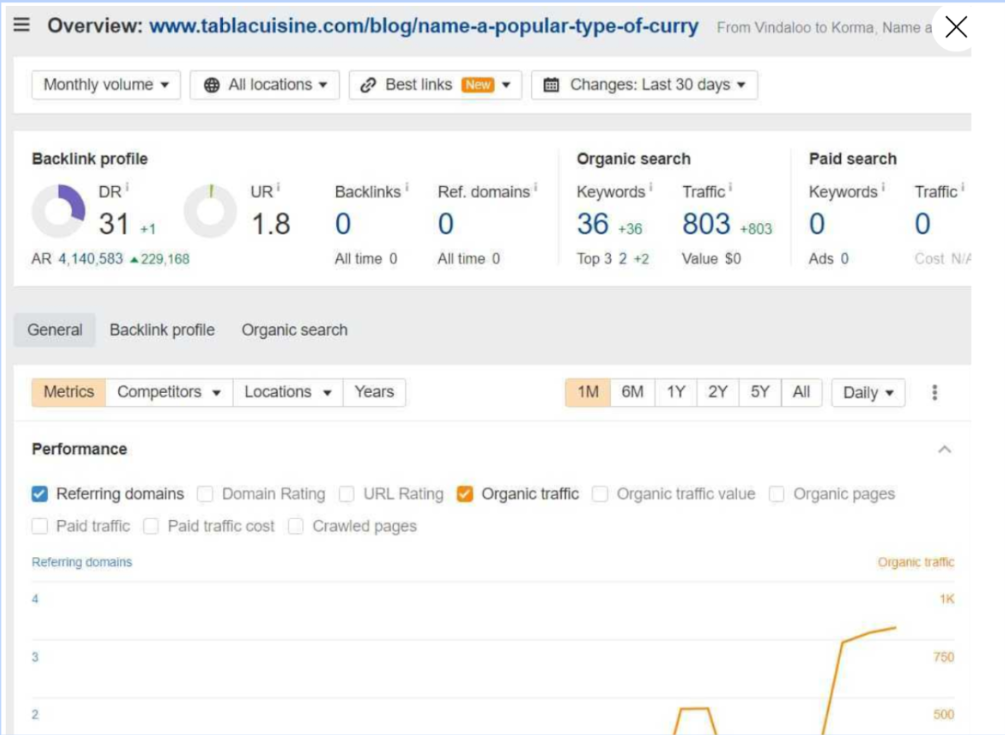 Overview: www.tablacuisine.com/blog/name-a-popular-type-of-curry From Vindaloo to Korma, Name a
Monthly volume All locations Best links New Changes: Last 30 days
Backlink profile Organic search Paid search
DR i UR i Backlinks i Ref. domains i Keywords i Traffic i Keywords i Traffic i
31 +1 1.8 0 0 36 +36 803 +803 0 0
AR 4,140,583 ▲229,168 All time 0 All time 0 Top 3 2 +2 Value $0 Ads 0 Cost N/A
General Backlink profile Organic search
Metrics Competitors Locations Years 1M 6M 1Y 2Y 5Y All Daily
Performance
Referring domains Domain Rating URL Rating Organic traffic Organic traffic value Organic pages
Paid traffic Paid traffic cost Crawled pages
Referring domains Organic traffic
4 1K
3 750
2 500